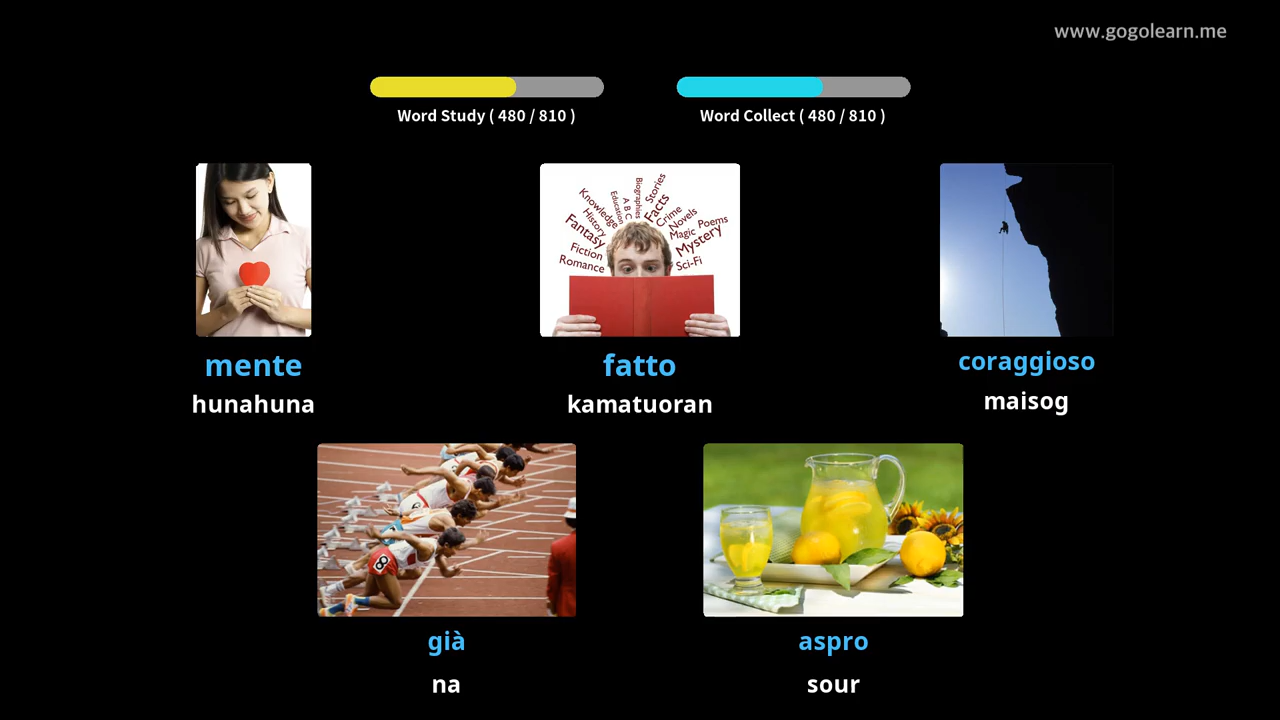 www.gogolearn.me
Word Study ( 480 / 810 )
Word Collect ( 480 / 810 )
Stories
Biographies
A B C
Education
Knowledge
Facts
Crime
History
Novels
Poems
Fantasy
Magic
Mystery
Fiction
Sci-Fi
Romance
mente
hunahuna
fatto
kamatuoran
coraggioso
maisog
8
già
na
aspro
sour